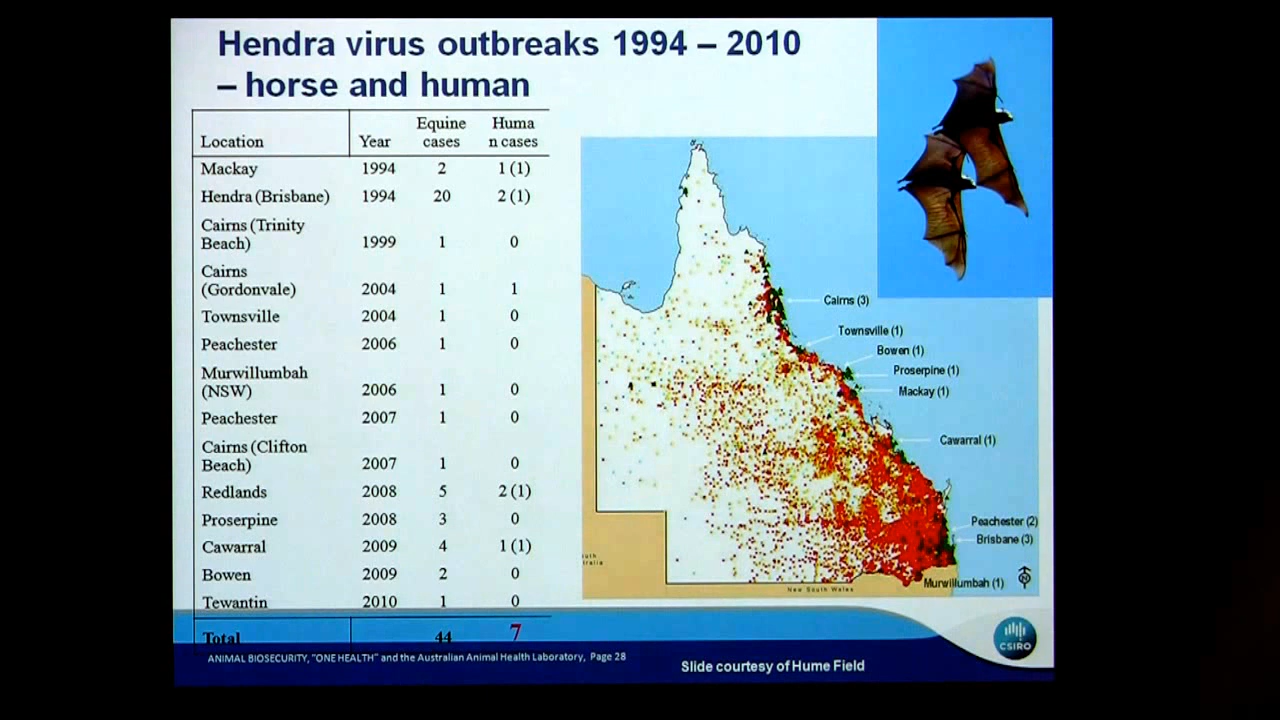 Hendra virus outbreaks 1994 – 2010
– horse and human
Location Year Equine cases Huma n cases
Mackay 1994 2 1 (1)
Hendra (Brisbane) 1994 20 2 (1)
Cairns (Trinity Beach) 1999 1 0
Cairns (Gordonvale) 2004 1 1
Townsville 2004 1 0
Peachester 2006 1 0
Murwillumbah (NSW) 2006 1 0
Peachester 2007 1 0
Cairns (Clifton Beach) 2007 1 0
Redlands 2008 5 2 (1)
Proserpine 2008 3 0
Cawarral 2009 4 1 (1)
Bowen 2009 2 0
Tewantin 2010 1 0
Total 44 7
Cairns (3)
Townsville (1)
Bowen (1)
Proserpine (1)
Mackay (1)
Cawarral (1)
Peachester (2)
Brisbane (3)
Murwillumbah (1)
New South Wales
N
CSIRO
ANIMAL BIOSECURITY, "ONE HEALTH" and the Australian Animal Health Laboratory, Page 28
Slide courtesy of Hume Field